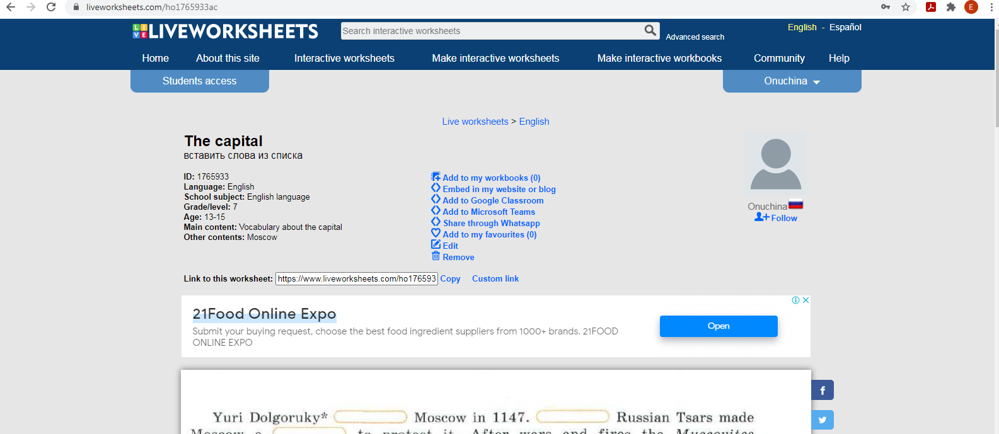 liveworksheets.com/ho1765933ac
E
LIVE LIVEWORKSHEETS
Search interactive worksheets
Advanced search
English - Español
Home About this site Interactive worksheets Make interactive worksheets Make interactive workbooks Community Help
Students access
Onuchina
Live worksheets > English
The capital
вставить слова из списка
ID: 1765933
Language: English
School subject: English language
Grade/level: 7
Age: 13-15
Main content: Vocabulary about the capital
Other contents: Moscow
Add to my workbooks (0)
Embed in my website or blog
Add to Google Classroom
Add to Microsoft Teams
Share through Whatsapp
Add to my favourites (0)
Edit
Remove
Onuchina
Follow
Link to this worksheet: https://www.liveworksheets.com/ho176593 Copy Custom link
21Food Online Expo
Submit your buying request, choose the best food ingredient suppliers from 1000+ brands. 21FOOD
ONLINE EXPO
Open
Yuri Dolgoruky* Moscow in 1147. Russian Tsars made
Moscow a to protect it. After wars and fires the Muscovites